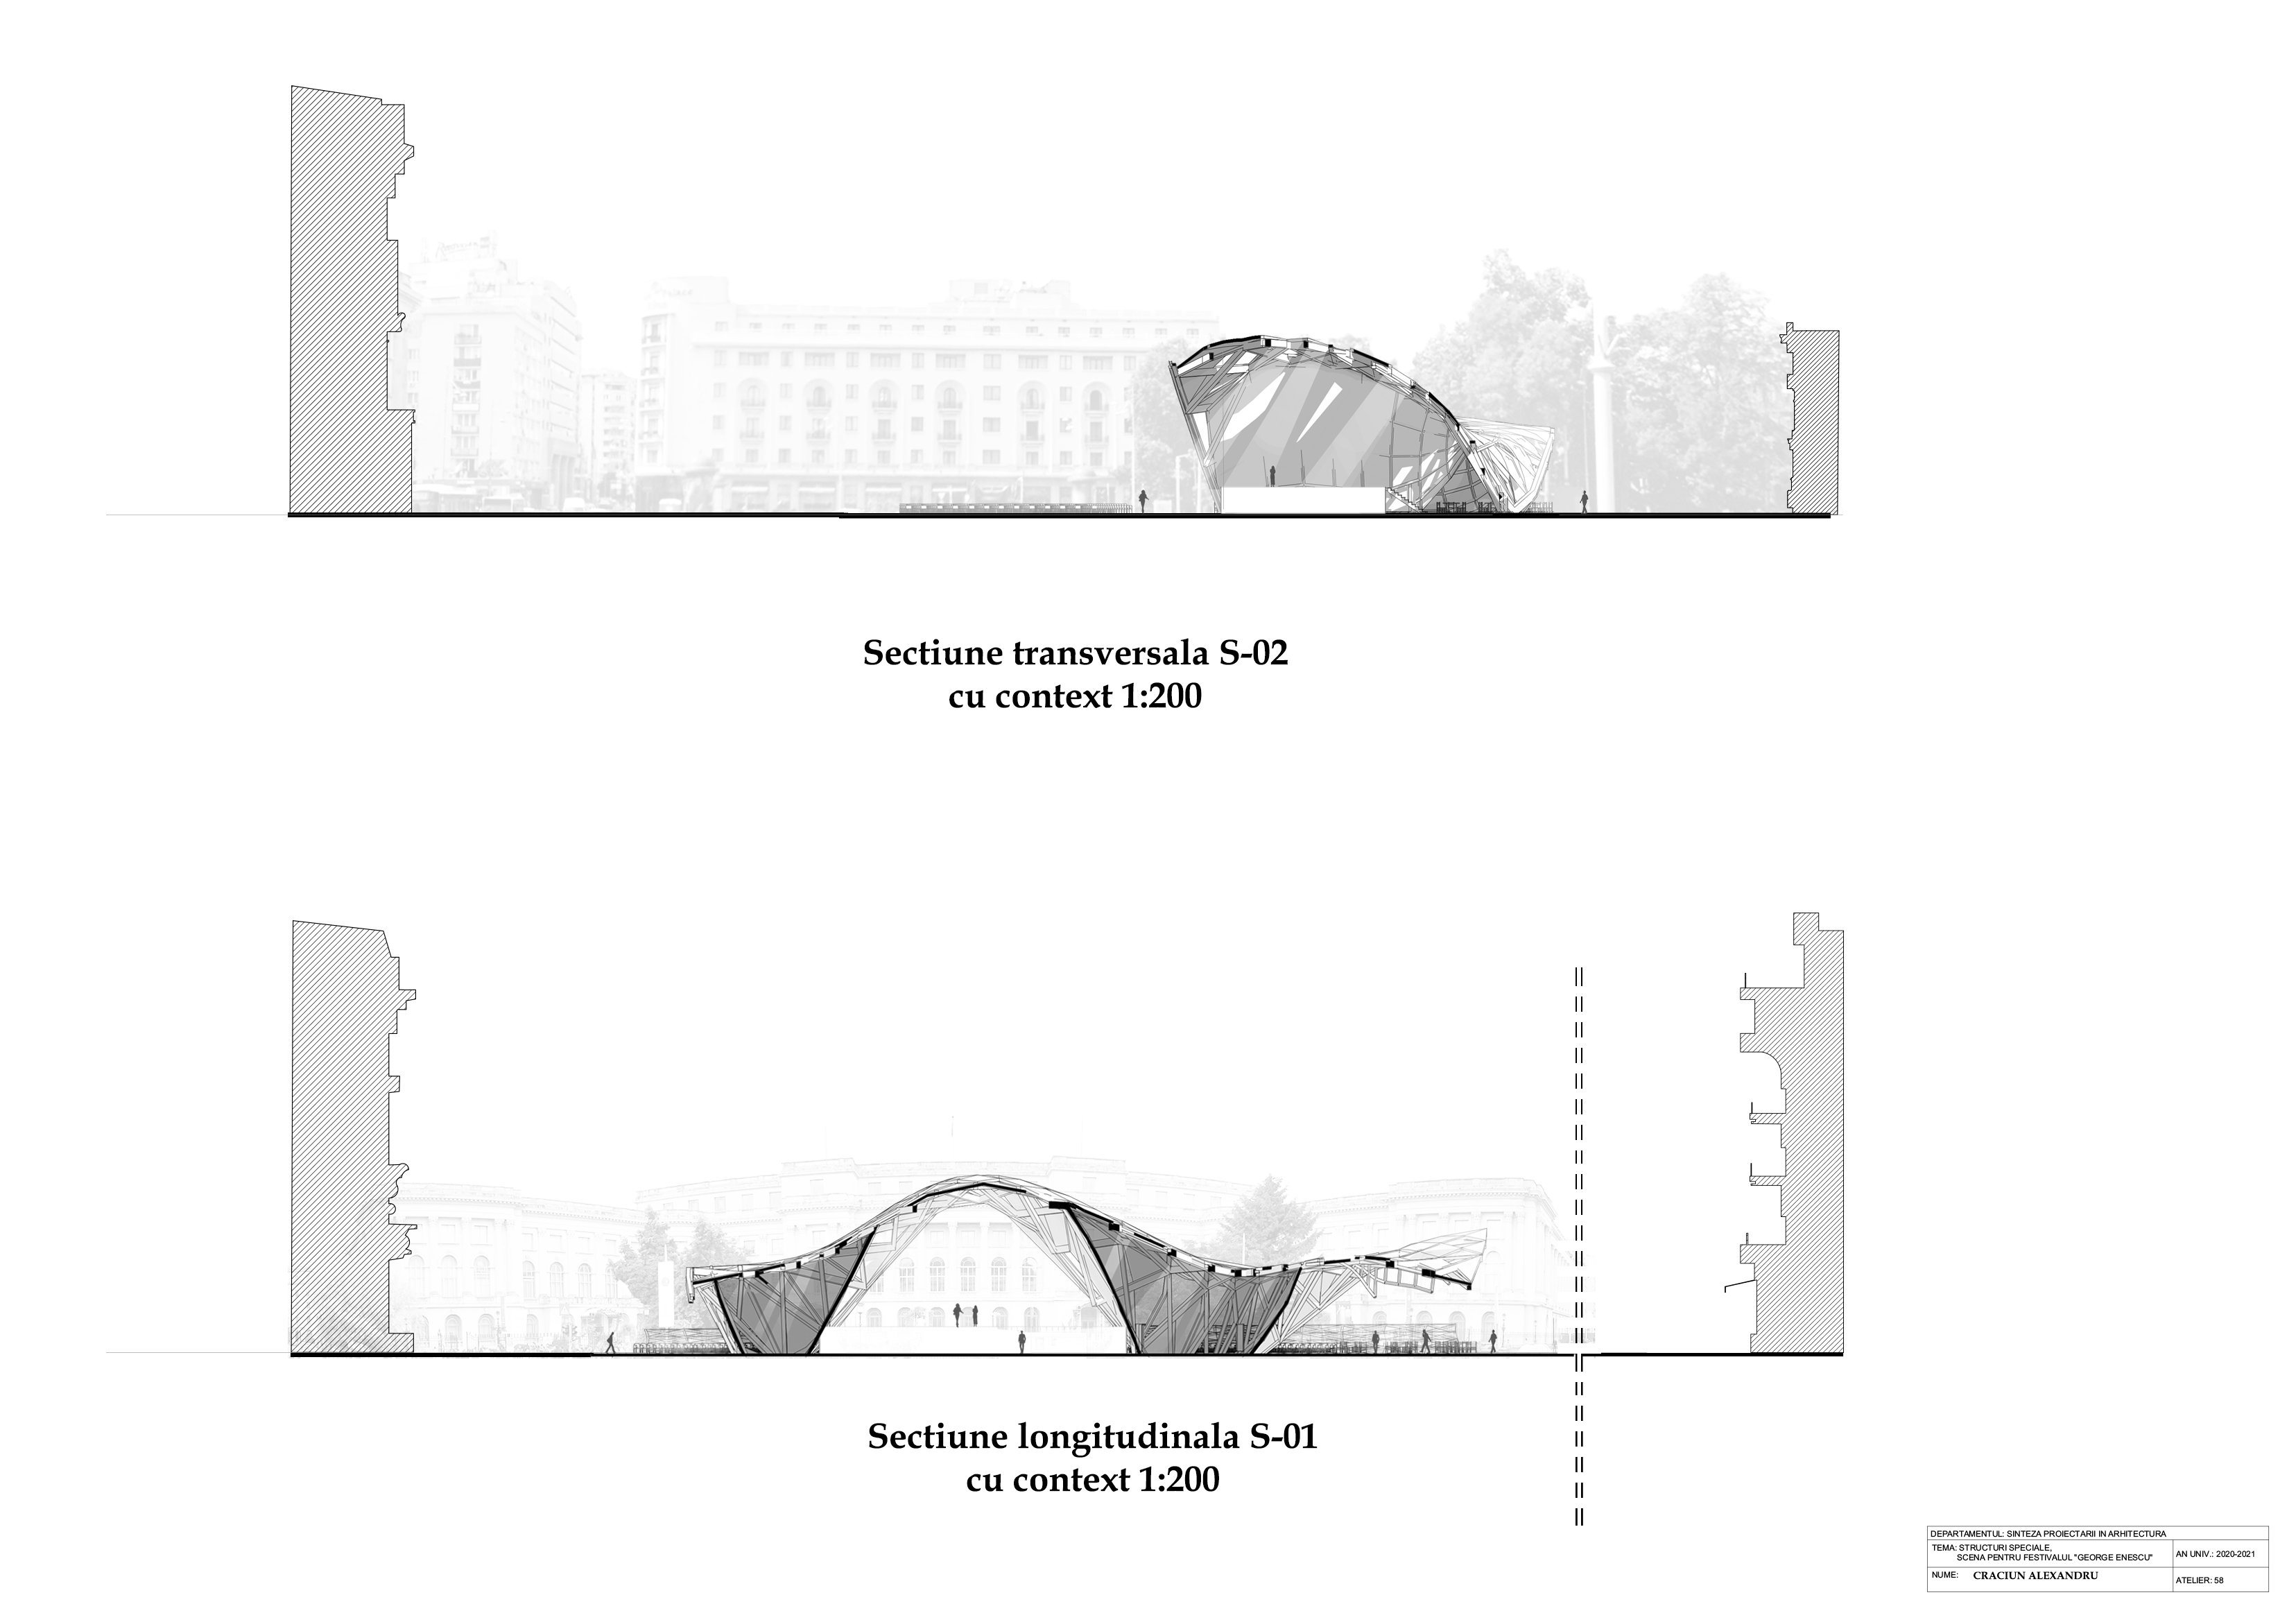 Sectiune transversala S-02
cu context 1:200
Sectiune longitudinala S-01
cu context 1:200
DEPARTAMENTUL: SINTEZA PROIECTARII IN ARHITECTURA
TEMA: STRUCTURI SPECIALE,
SCENA PENTRU FESTIVALUL "GEORGE ENESCU"
AN UNIV.: 2020-2021
NUME: CRACIUN ALEXANDRU
ATELIER: 58